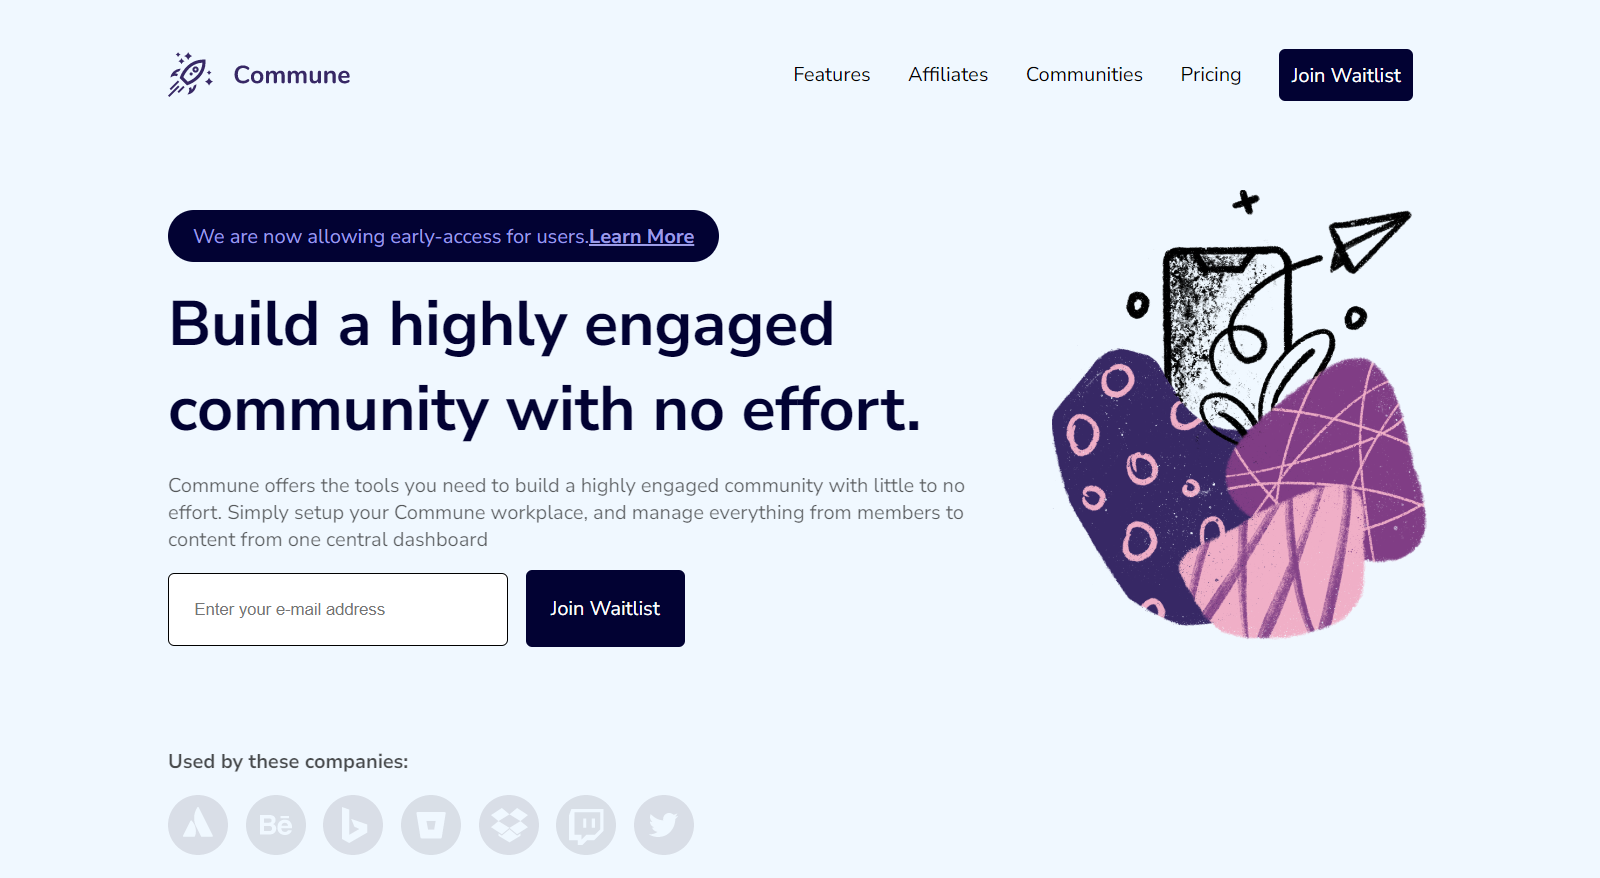 Commune
Features Affiliates Communities Pricing Join Waitlist
We are now allowing early-access for users.Learn More
Build a highly engaged
community with no effort.
Commune offers the tools you need to build a highly engaged community with little to no
effort. Simply setup your Commune workplace, and manage everything from members to
content from one central dashboard
Enter your e-mail address
Join Waitlist
Used by these companies:
Bē